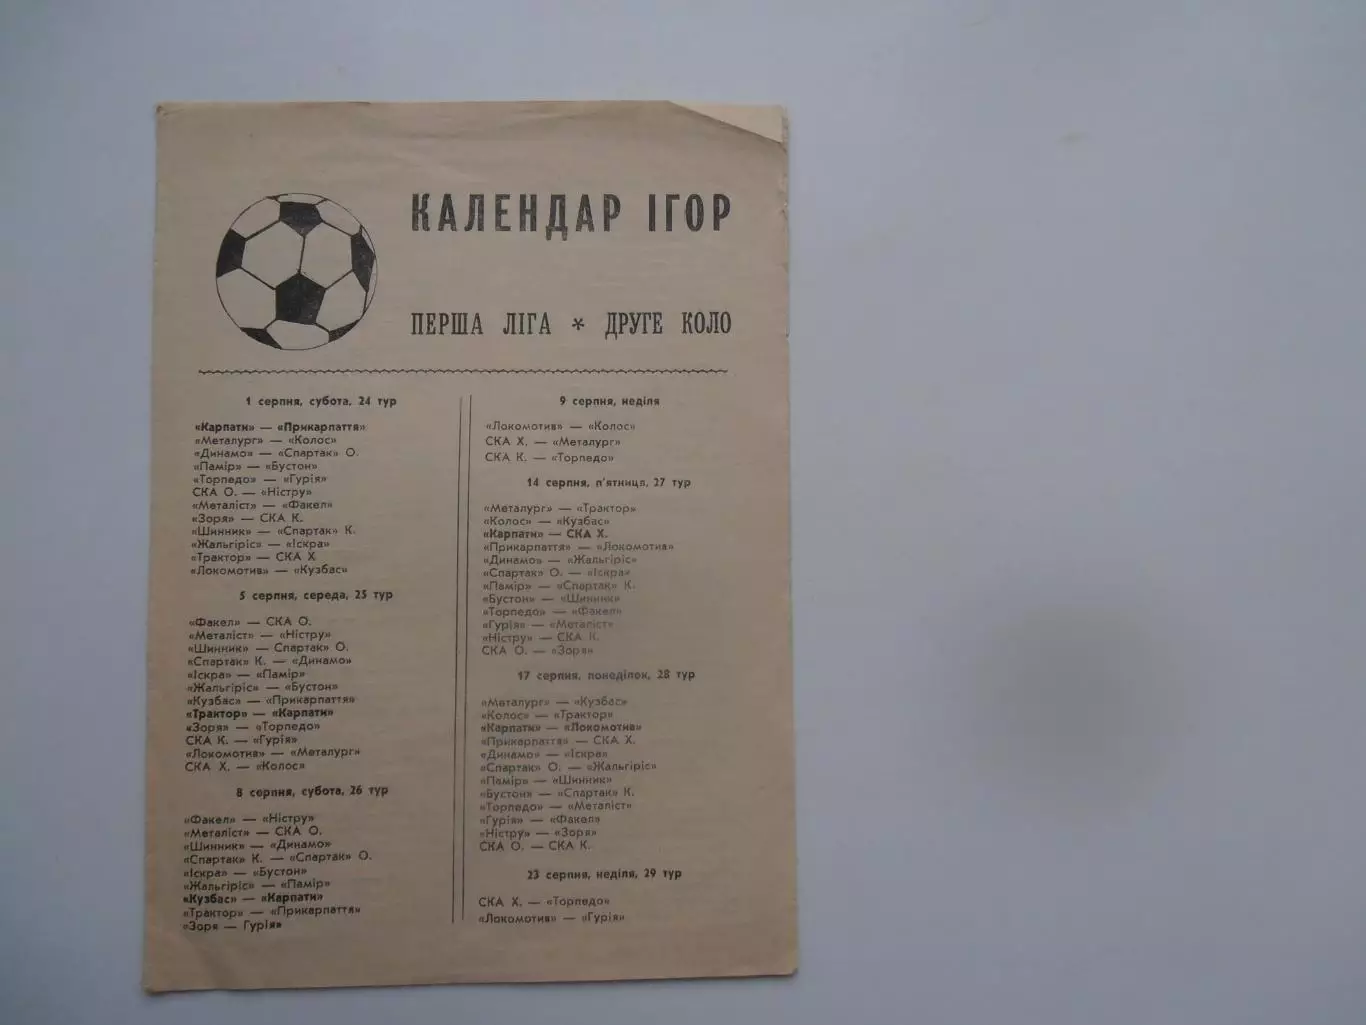 КАЛЕНДАР ІГОР
ПЕРША ЛІГА * ДРУГЕ КОЛО
1 серпня, субота, 24 тур
«Карпати» — «Прикарпаття»
«Металург» — «Колос»
«Динамо» — «Спартак» О.
«Памір» — «Бустон»
«Торпедо» — «Гурія»
СКА О. — «Ністру»
«Металіст» — «Факел»
«Зоря» — СКА К.
«Шинник» — «Спартак» К.
«Жальгіріс» — «Іскра»
«Трактор» — СКА Х.
«Локомотив» — «Кузбас»
5 серпня, середа, 25 тур
«Факел» — СКА О.
«Металіст» — «Ністру»
«Шинник» — Спартак» О.
«Спартак» К. — «Динамо»
«Іскра» — «Памір»
«Жальгіріс» — «Бустон»
«Кузбас» — «Прикарпаття»
«Трактор» — «Карпати»
«Зоря» — «Торпедо»
СКА К. — «Гурія»
«Локомотив» — «Металург»
СКА Х. — «Колос»
8 серпня, субота, 26 тур
«Факел» — «Ністру»
«Металіст» — СКА О.
«Шинник» — «Динамо»
«Спартак» К. — «Спартак» О.
«Іскра» — «Бустон»
«Жальгіріс» — «Памір»
«Кузбас» — «Карпати»
«Трактор» — «Прикарпаття»
«Зоря — Гурія»
9 серпня, неділя
«Локомотив» — «Колос»
СКА Х. — «Металург»
СКА К. — «Торпедо»
14 серпня, п'ятниця, 27 тур
«Металург» — «Трактор»
«Колос» — «Кузбас»
«Карпати» — СКА Х.
«Прикарпаття» — «Локомотив»
«Динамо» — «Жальгіріс»
«Спартак» О. — «Іскра»
«Памір» — «Спартак» К.
«Бустон» — «Шинник»
«Торпедо» — «Факел»
«Гурія» — «Металіст»
«Ністру» — СКА К.
СКА О. — «Зоря»
17 серпня, понеділок, 28 тур
«Металург» — «Кузбас»
«Колос» — «Трактор»
«Карпати» — «Локомотив»
«Прикарпаття» — СКА Х.
«Динамо» — «Іскра»
«Спартак» О. — «Жальгіріс»
«Памір» — «Шинник»
«Бустон» — «Спартак» К.
«Торпедо» — «Металіст»
«Гурія» — «Факел»
«Ністру» — «Зоря»
СКА О. — СКА К.
23 серпня, неділя, 29 тур
СКА Х. — «Торпедо»
«Локомотив» — «Гурія»